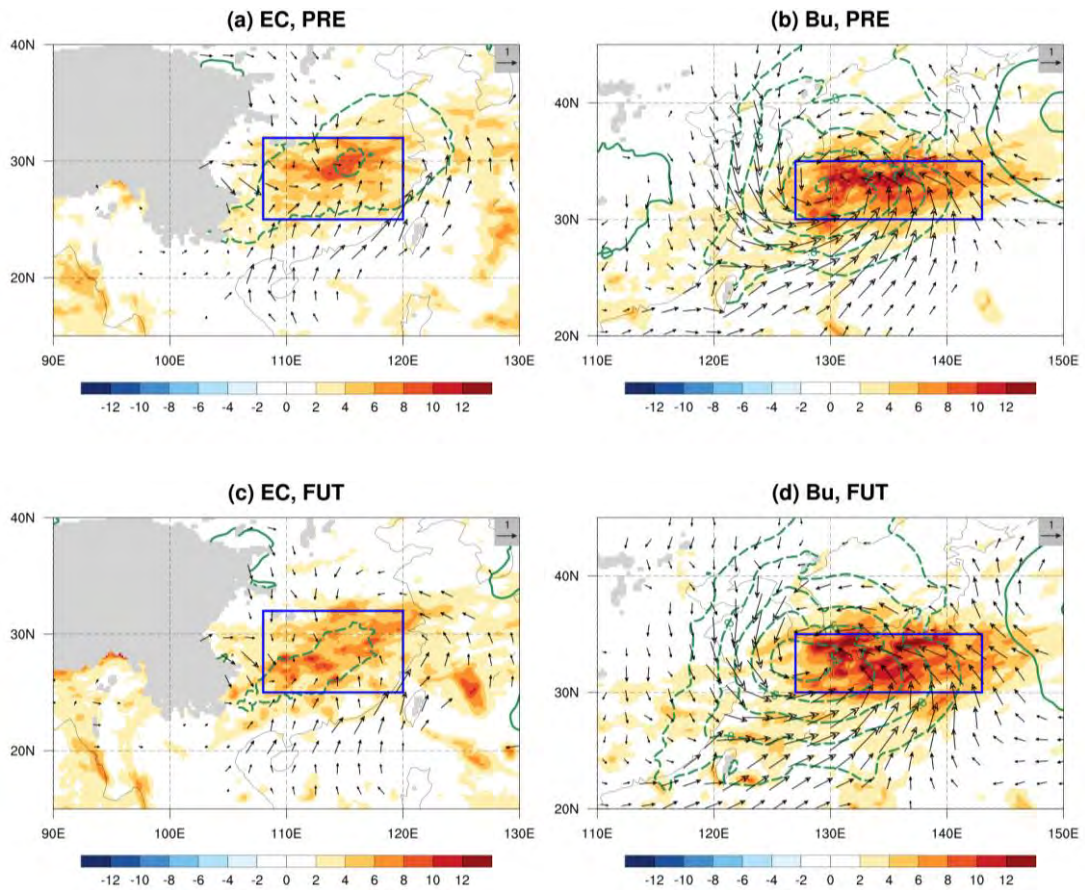 (a) EC, PRE
40N
30N
20N
90E 100E 110E 120E 130E
1
-12 -10 -8 -6 -4 -2 0 2 4 6 8 10 12
(b) Bu, PRE
40N
30N
20N
110E 120E 130E 140E 150E
1
-12 -10 -8 -6 -4 -2 0 2 4 6 8 10 12
(c) EC, FUT
40N
30N
20N
90E 100E 110E 120E 130E
1
-12 -10 -8 -6 -4 -2 0 2 4 6 8 10 12
(d) Bu, FUT
40N
30N
20N
110E 120E 130E 140E 150E
1
-12 -10 -8 -6 -4 -2 0 2 4 6 8 10 12